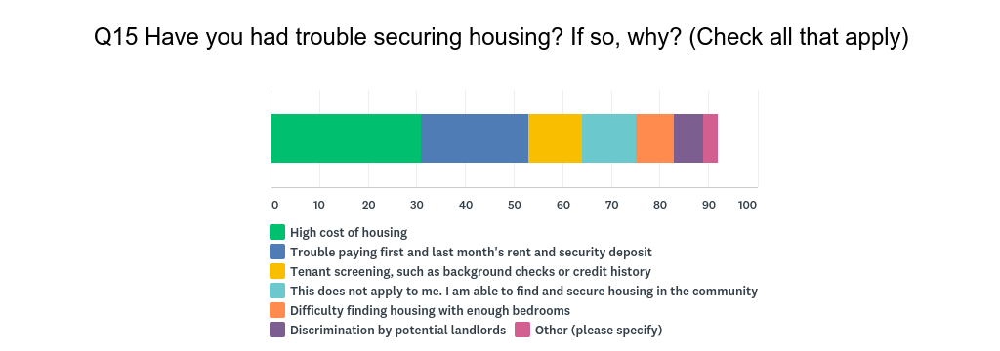 Q15 Have you had trouble securing housing? If so, why? (Check all that apply)
0 10 20 30 40 50 60 70 80 90 100
High cost of housing
Trouble paying first and last month's rent and security deposit
Tenant screening, such as background checks or credit history
This does not apply to me. I am able to find and secure housing in the community
Difficulty finding housing with enough bedrooms
Discrimination by potential landlords Other (please specify)